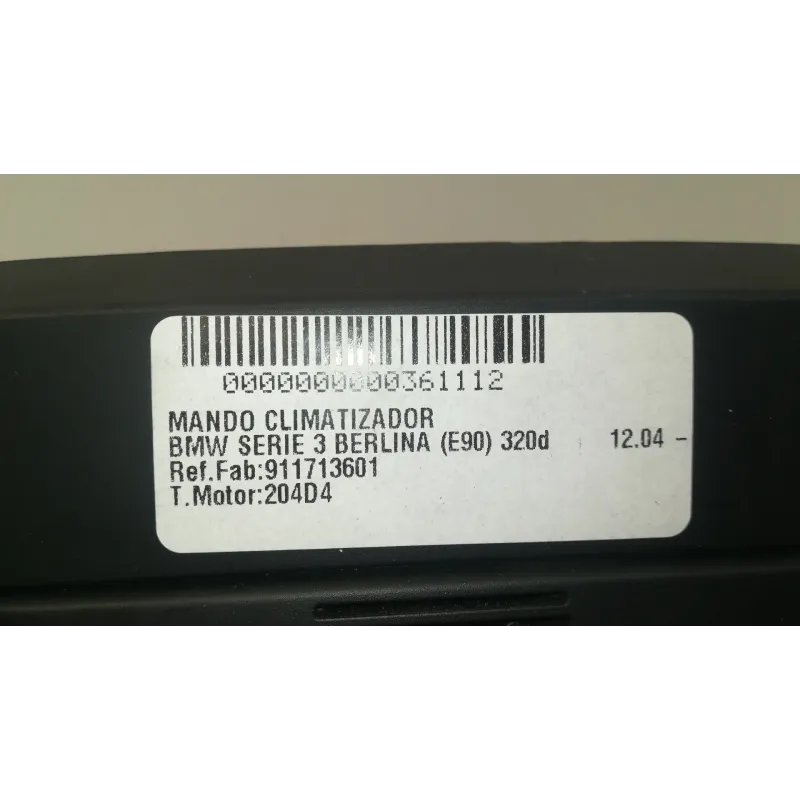 0000000000361112
MANDO CLIMATIZADOR
BMW SERIE 3 BERLINA (E90) 320d 12.04 -
Ref.Fab:911713601
T.Motor:204D4